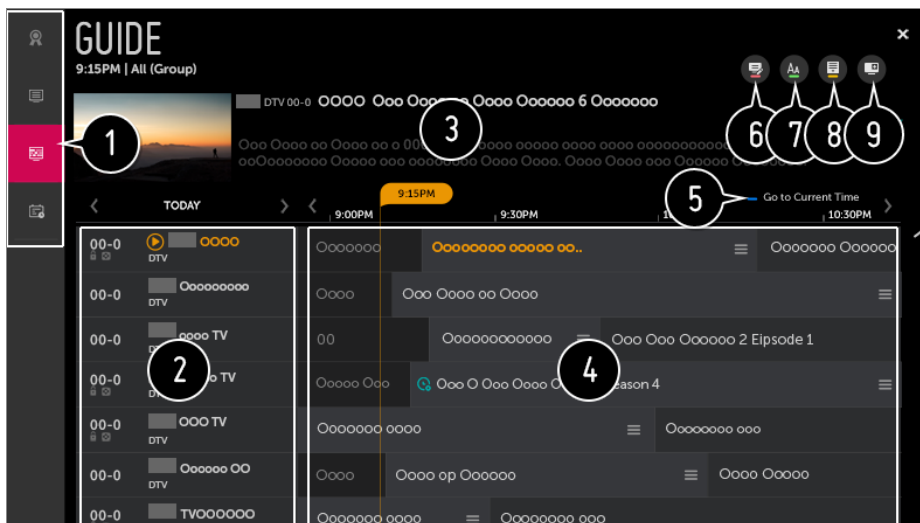 GUIDE
9:15PM | All (Group)
DTV 00-0 OOOO Ooo Oooo Oooooo 6 Ooooooo
1
3
6
7
8
9
5
Go to Current Time
TODAY
9:15PM
9:00PM
9:30PM
10:30PM
00-0
OOOO
DTV
Ooooooo
Oooooooo ooooo oo..
Ooooooo Oooooo
00-0
Ooooooooo
DTV
Oooo
Ooo Oooo oo Oooo
00-0
oooo TV
00
Oooooooooooo
Ooo Ooo Oooooo 2 Eipsode 1
2
4
00-0
TV
DTV
Ooooo Ooo
Ooo O Ooo Oooo
eason 4
00-0
OOO TV
DTV
Ooooooo oooo
Oooooooo ooo
00-0
Oooooo OO
DTV
Oooo
Oooo op Oooooo
Oooo Ooooo
00-0
TVOOOOOO
Ooooooo oooo
Oooooooo ooo